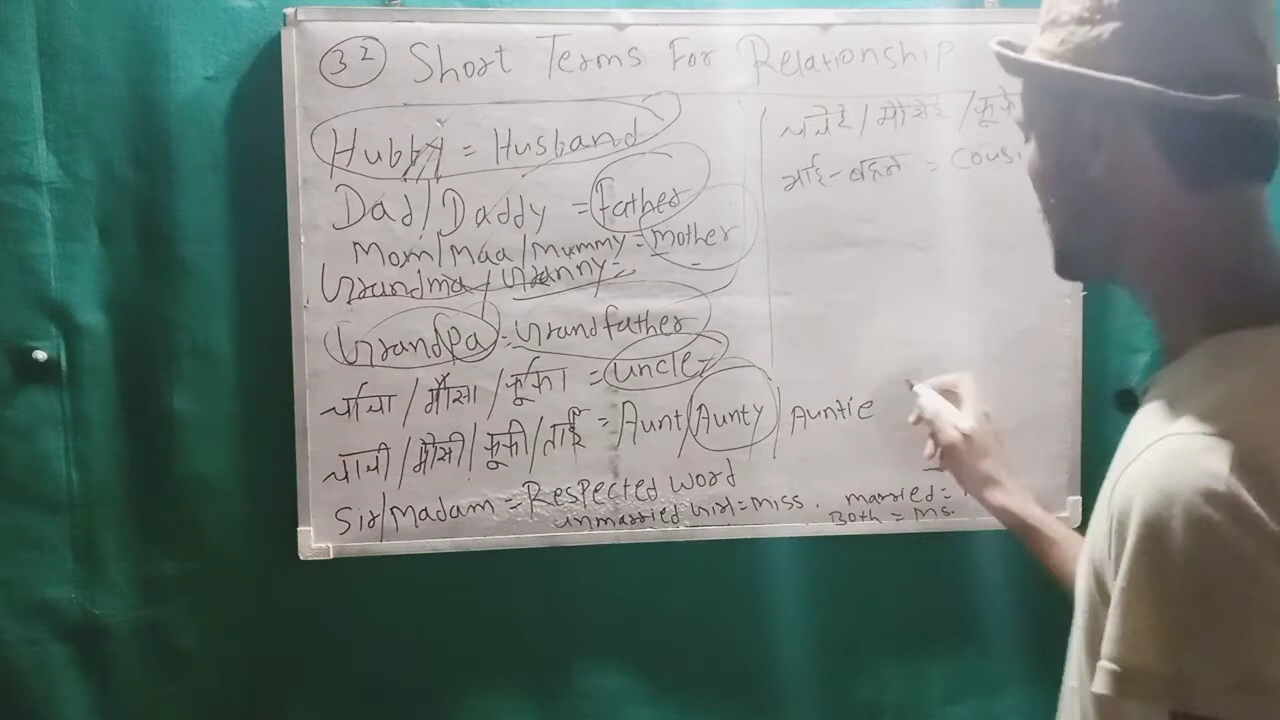 32 Short Terms For Relationship
Hubby = Husband
Dad/Daddy = Father
Mom/Maa/Mummy = Mother
Grandma/Granny =
Grandpa = Grandfather
चाचा/मौसा/फूफा = uncle
चाची/मौसी/फूफी/ताई = Aunt/Aunty/Auntie
Sir/Madam = Respected word
unmarried Girl = miss. married =
Both = Ms.
चचेरे/मौसेरे/
भाई-बहन =